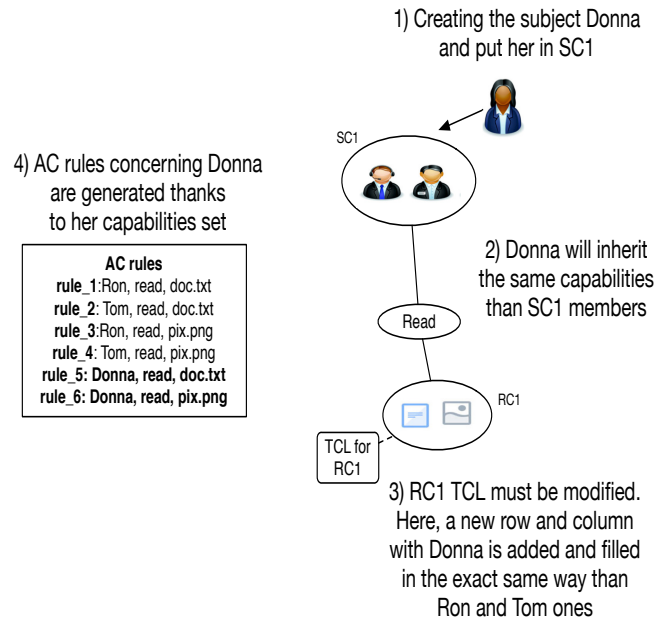 1) Creating the subject Donna
and put her in SC1
SC1
4) AC rules concerning Donna
are generated thanks
to her capabilities set
AC rules
rule_1:Ron, read, doc.txt
rule_2: Tom, read, doc.txt
rule_3:Ron, read, pix.png
rule_4: Tom, read, pix.png
rule_5: Donna, read, doc.txt
rule_6: Donna, read, pix.png
2) Donna will inherit
the same capabilities
than SC1 members
Read
RC1
TCL for
RC1
3) RC1 TCL must be modified.
Here, a new row and column
with Donna is added and filled
in the exact same way than
Ron and Tom ones